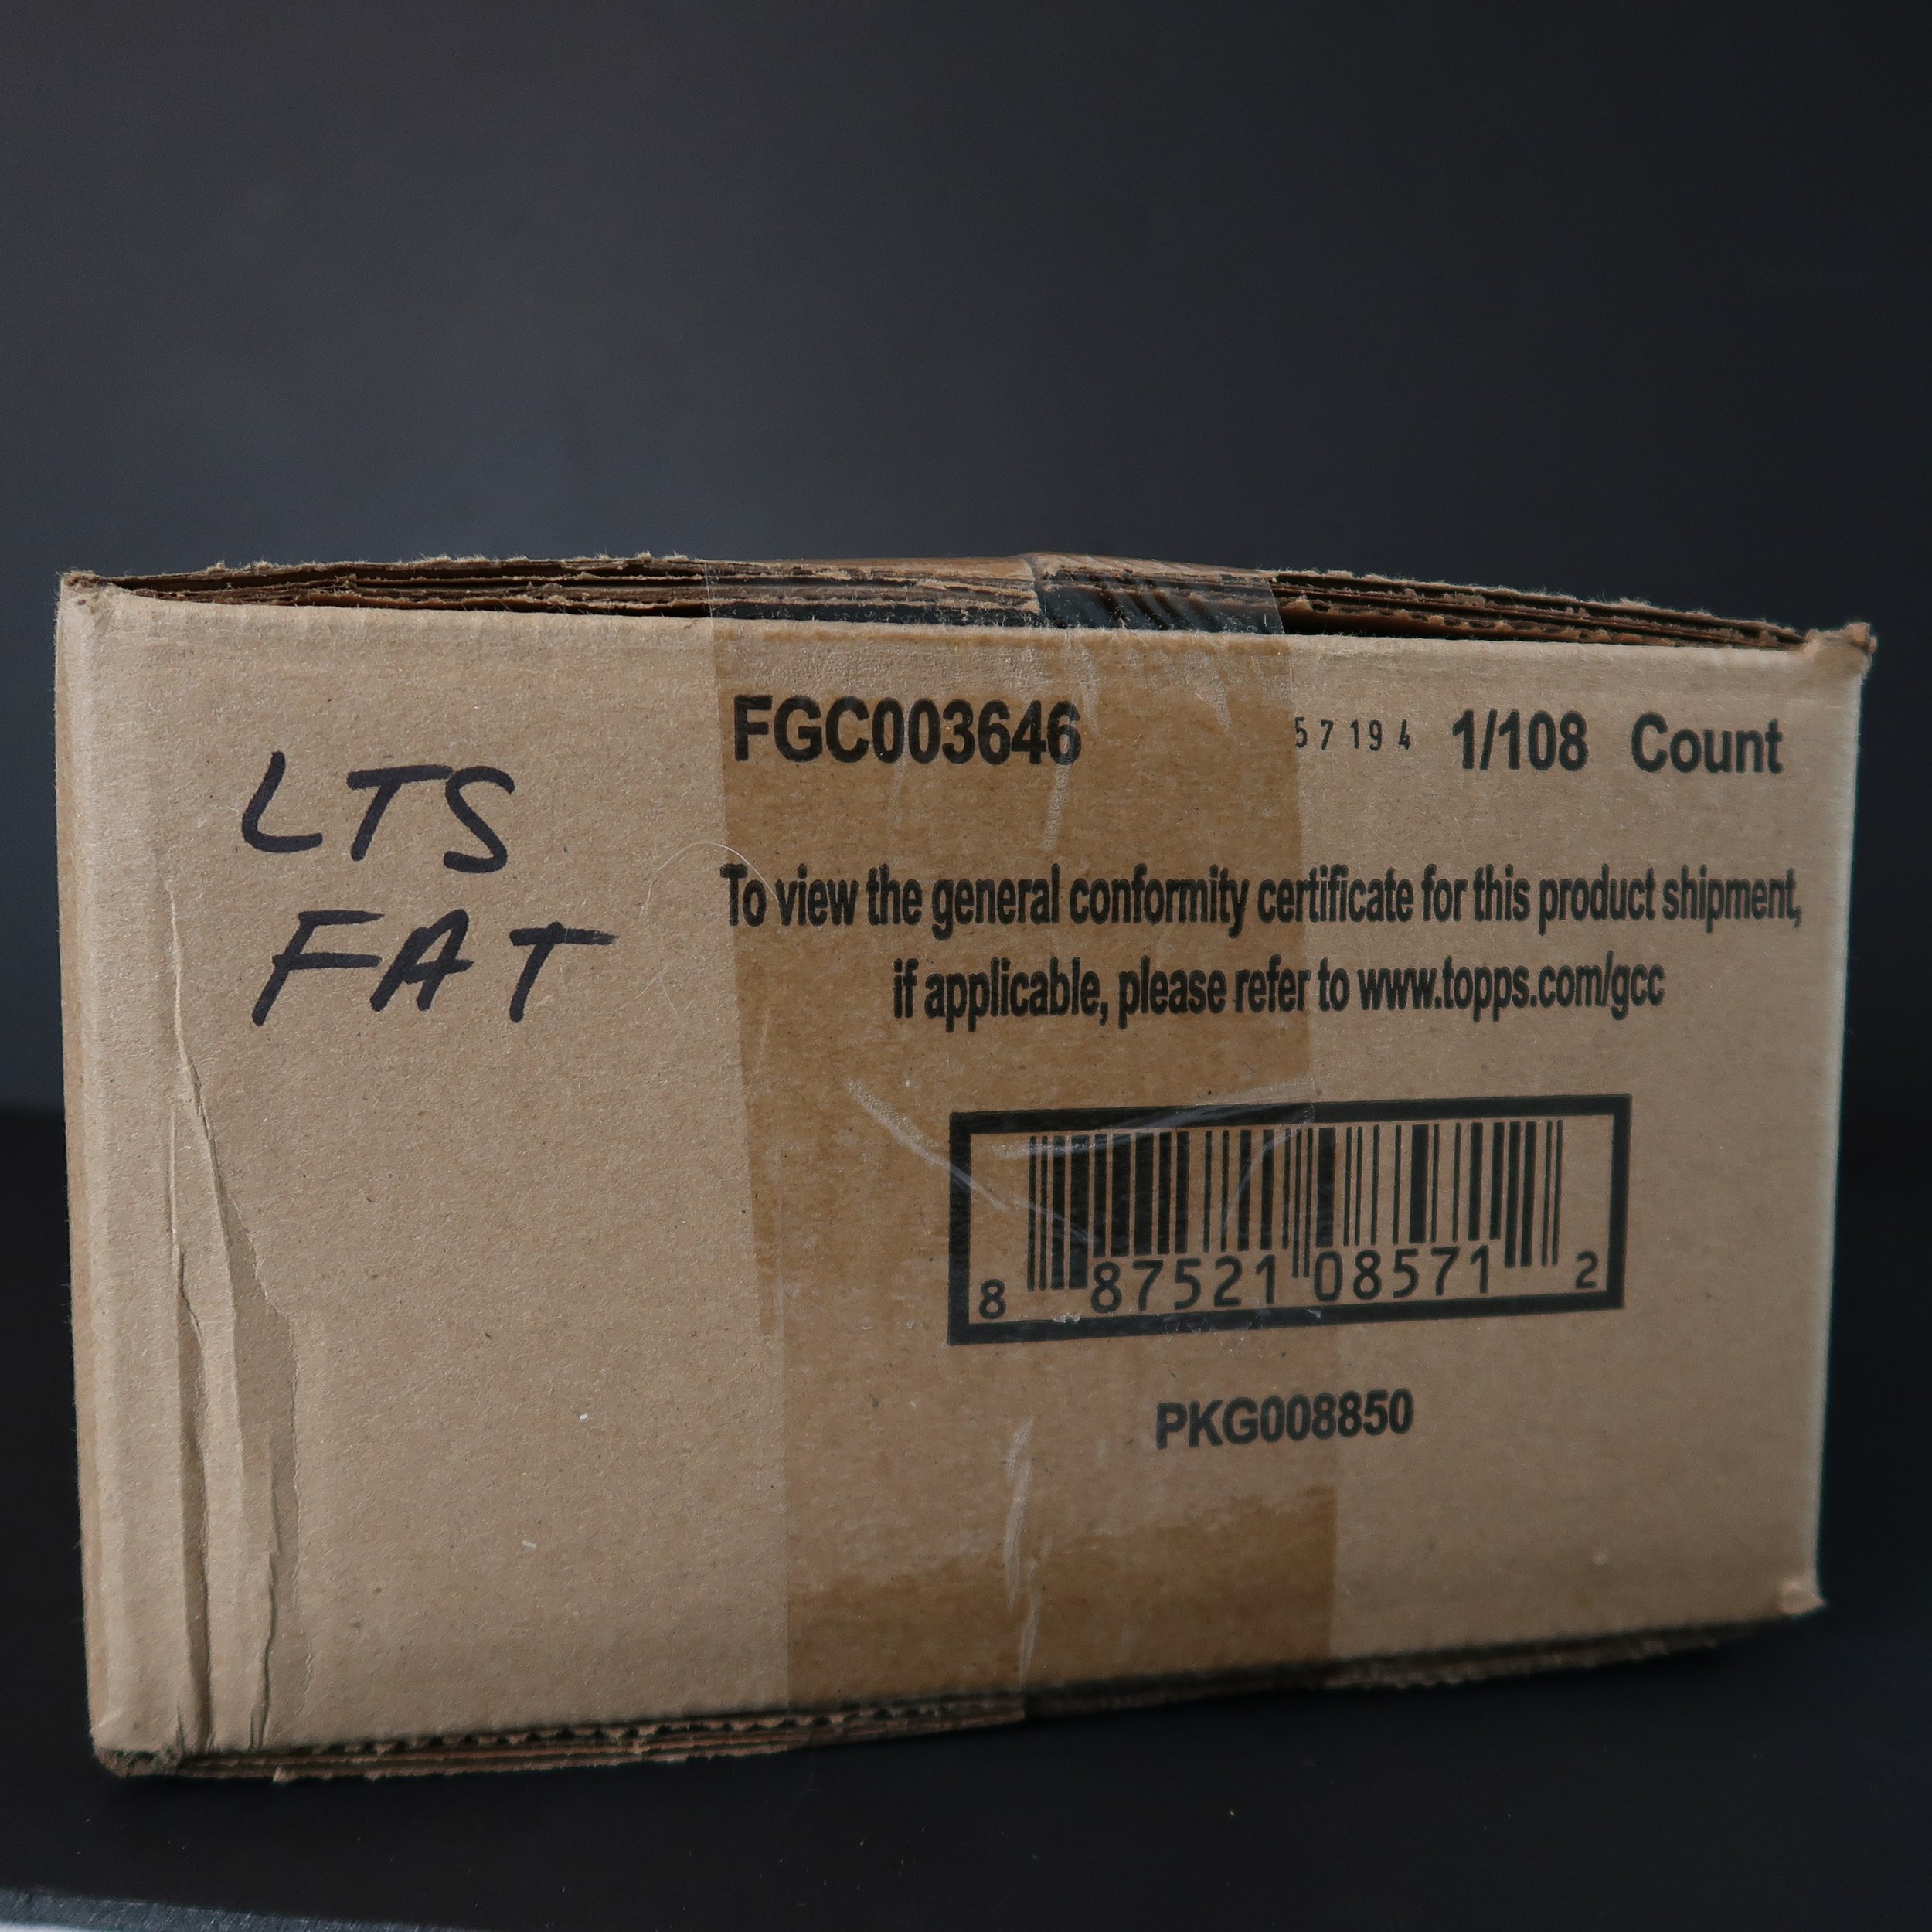 LTS
FAT
FGC003646 57194 1/108 Count
To view the general conformity certificate for this product shipment,
if applicable, please refer to www.topps.com/gcc
8 87521 08571 2
PKG008850